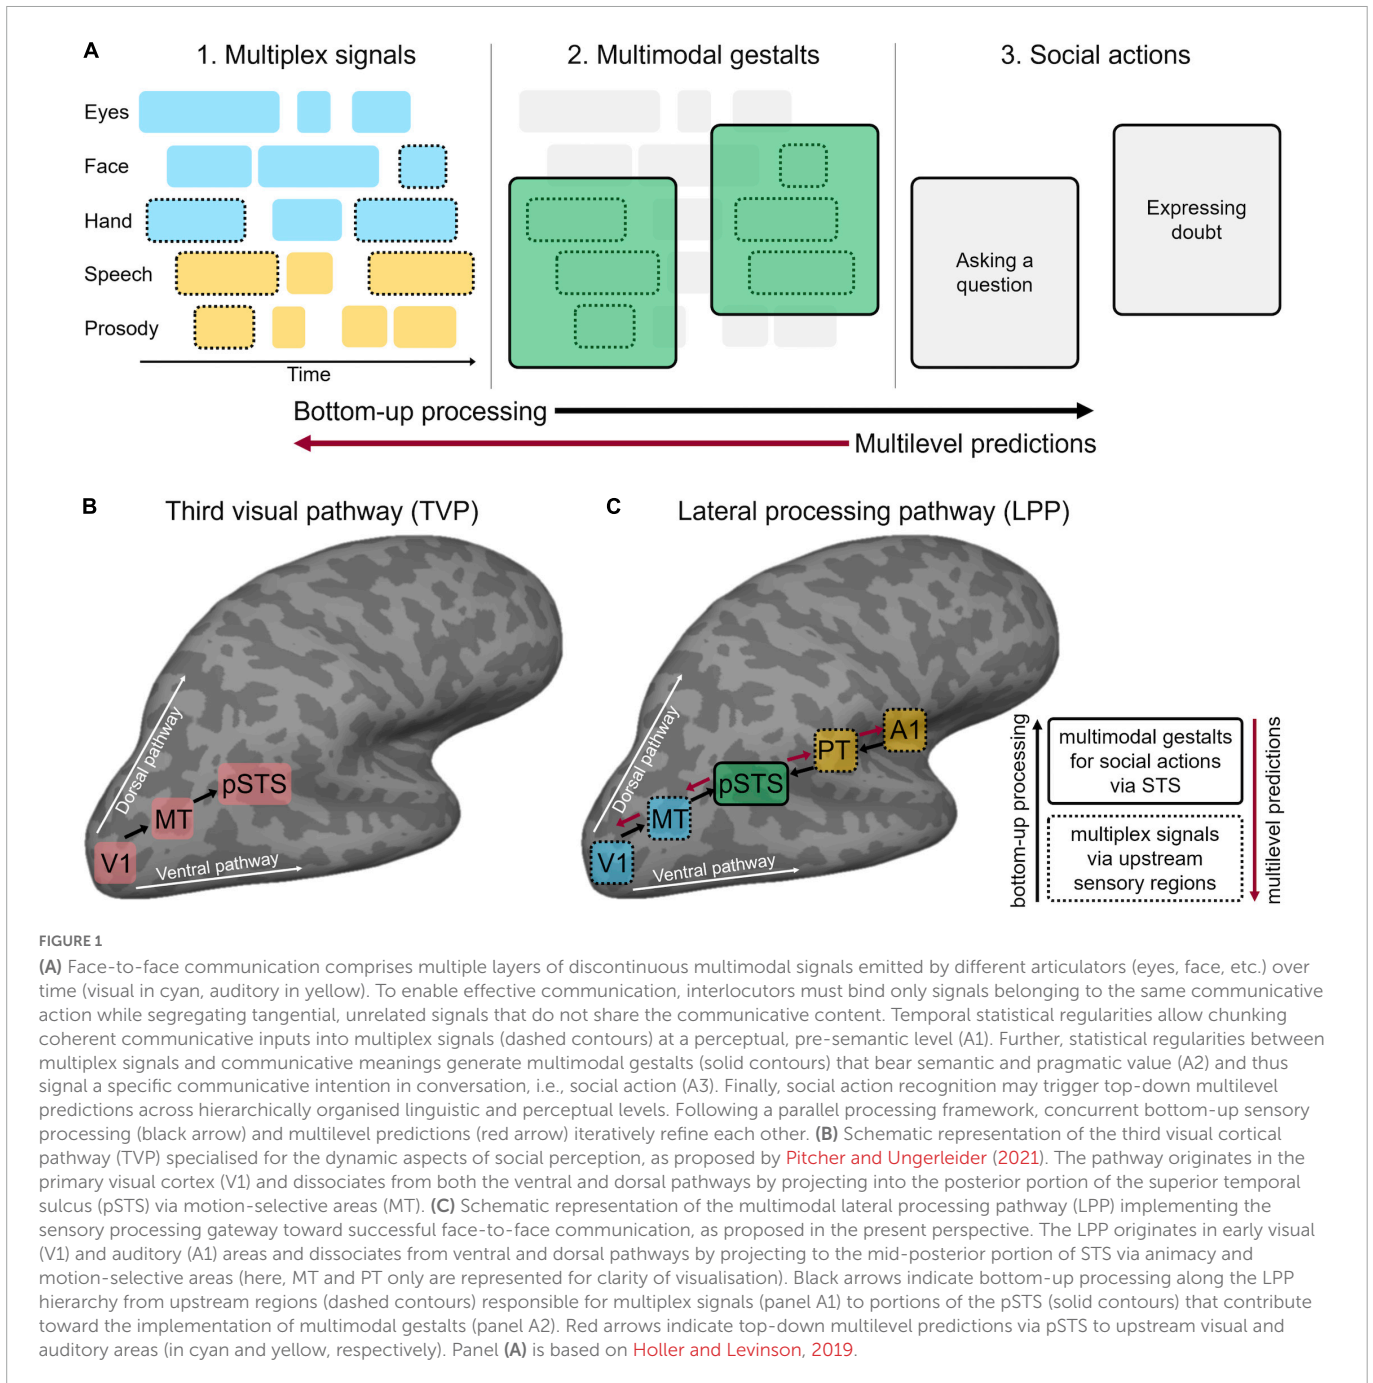 A
1. Multiplex signals
2. Multimodal gestalts
3. Social actions
Eyes
Face
Hand
Speech
Prosody
Time
Asking a
question
Expressing
doubt
Bottom-up processing
Multilevel predictions
B
Third visual pathway (TVP)
Dorsal pathway
V1
MT
pSTS
Ventral pathway
C
Lateral processing pathway (LPP)
Dorsal pathway
V1
MT
pSTS
PT
A1
Ventral pathway
bottom-up processing
multimodal gestalts
for social actions
via STS
multiplex signals
via upstream
sensory regions
multilevel predictions
FIGURE 1
(A) Face-to-face communication comprises multiple layers of discontinuous multimodal signals emitted by different articulators (eyes, face, etc.) over
time (visual in cyan, auditory in yellow). To enable effective communication, interlocutors must bind only signals belonging to the same communicative
action while segregating tangential, unrelated signals that do not share the communicative content. Temporal statistical regularities allow chunking
coherent communicative inputs into multiplex signals (dashed contours) at a perceptual, pre-semantic level (A1). Further, statistical regularities between
multiplex signals and communicative meanings generate multimodal gestalts (solid contours) that bear semantic and pragmatic value (A2) and thus
signal a specific communicative intention in conversation, i.e., social action (A3). Finally, social action recognition may trigger top-down multilevel
predictions across hierarchically organised linguistic and perceptual levels. Following a parallel processing framework, concurrent bottom-up sensory
processing (black arrow) and multilevel predictions (red arrow) iteratively refine each other. (B) Schematic representation of the third visual cortical
pathway (TVP) specialised for the dynamic aspects of social perception, as proposed by Pitcher and Ungerleider (2021). The pathway originates in the
primary visual cortex (V1) and dissociates from both the ventral and dorsal pathways by projecting into the posterior portion of the superior temporal
sulcus (pSTS) via motion-selective areas (MT). (C) Schematic representation of the multimodal lateral processing pathway (LPP) implementing the
sensory processing gateway toward successful face-to-face communication, as proposed in the present perspective. The LPP originates in early visual
(V1) and auditory (A1) areas and dissociates from ventral and dorsal pathways by projecting to the mid-posterior portion of STS via animacy and
motion-selective areas (here, MT and PT only are represented for clarity of visualisation). Black arrows indicate bottom-up processing along the LPP
hierarchy from upstream regions (dashed contours) responsible for multiplex signals (panel A1) to portions of the pSTS (solid contours) that contribute
toward the implementation of multimodal gestalts (panel A2). Red arrows indicate top-down multilevel predictions via pSTS to upstream visual and
auditory areas (in cyan and yellow, respectively). Panel (A) is based on Holler and Levinson, 2019.